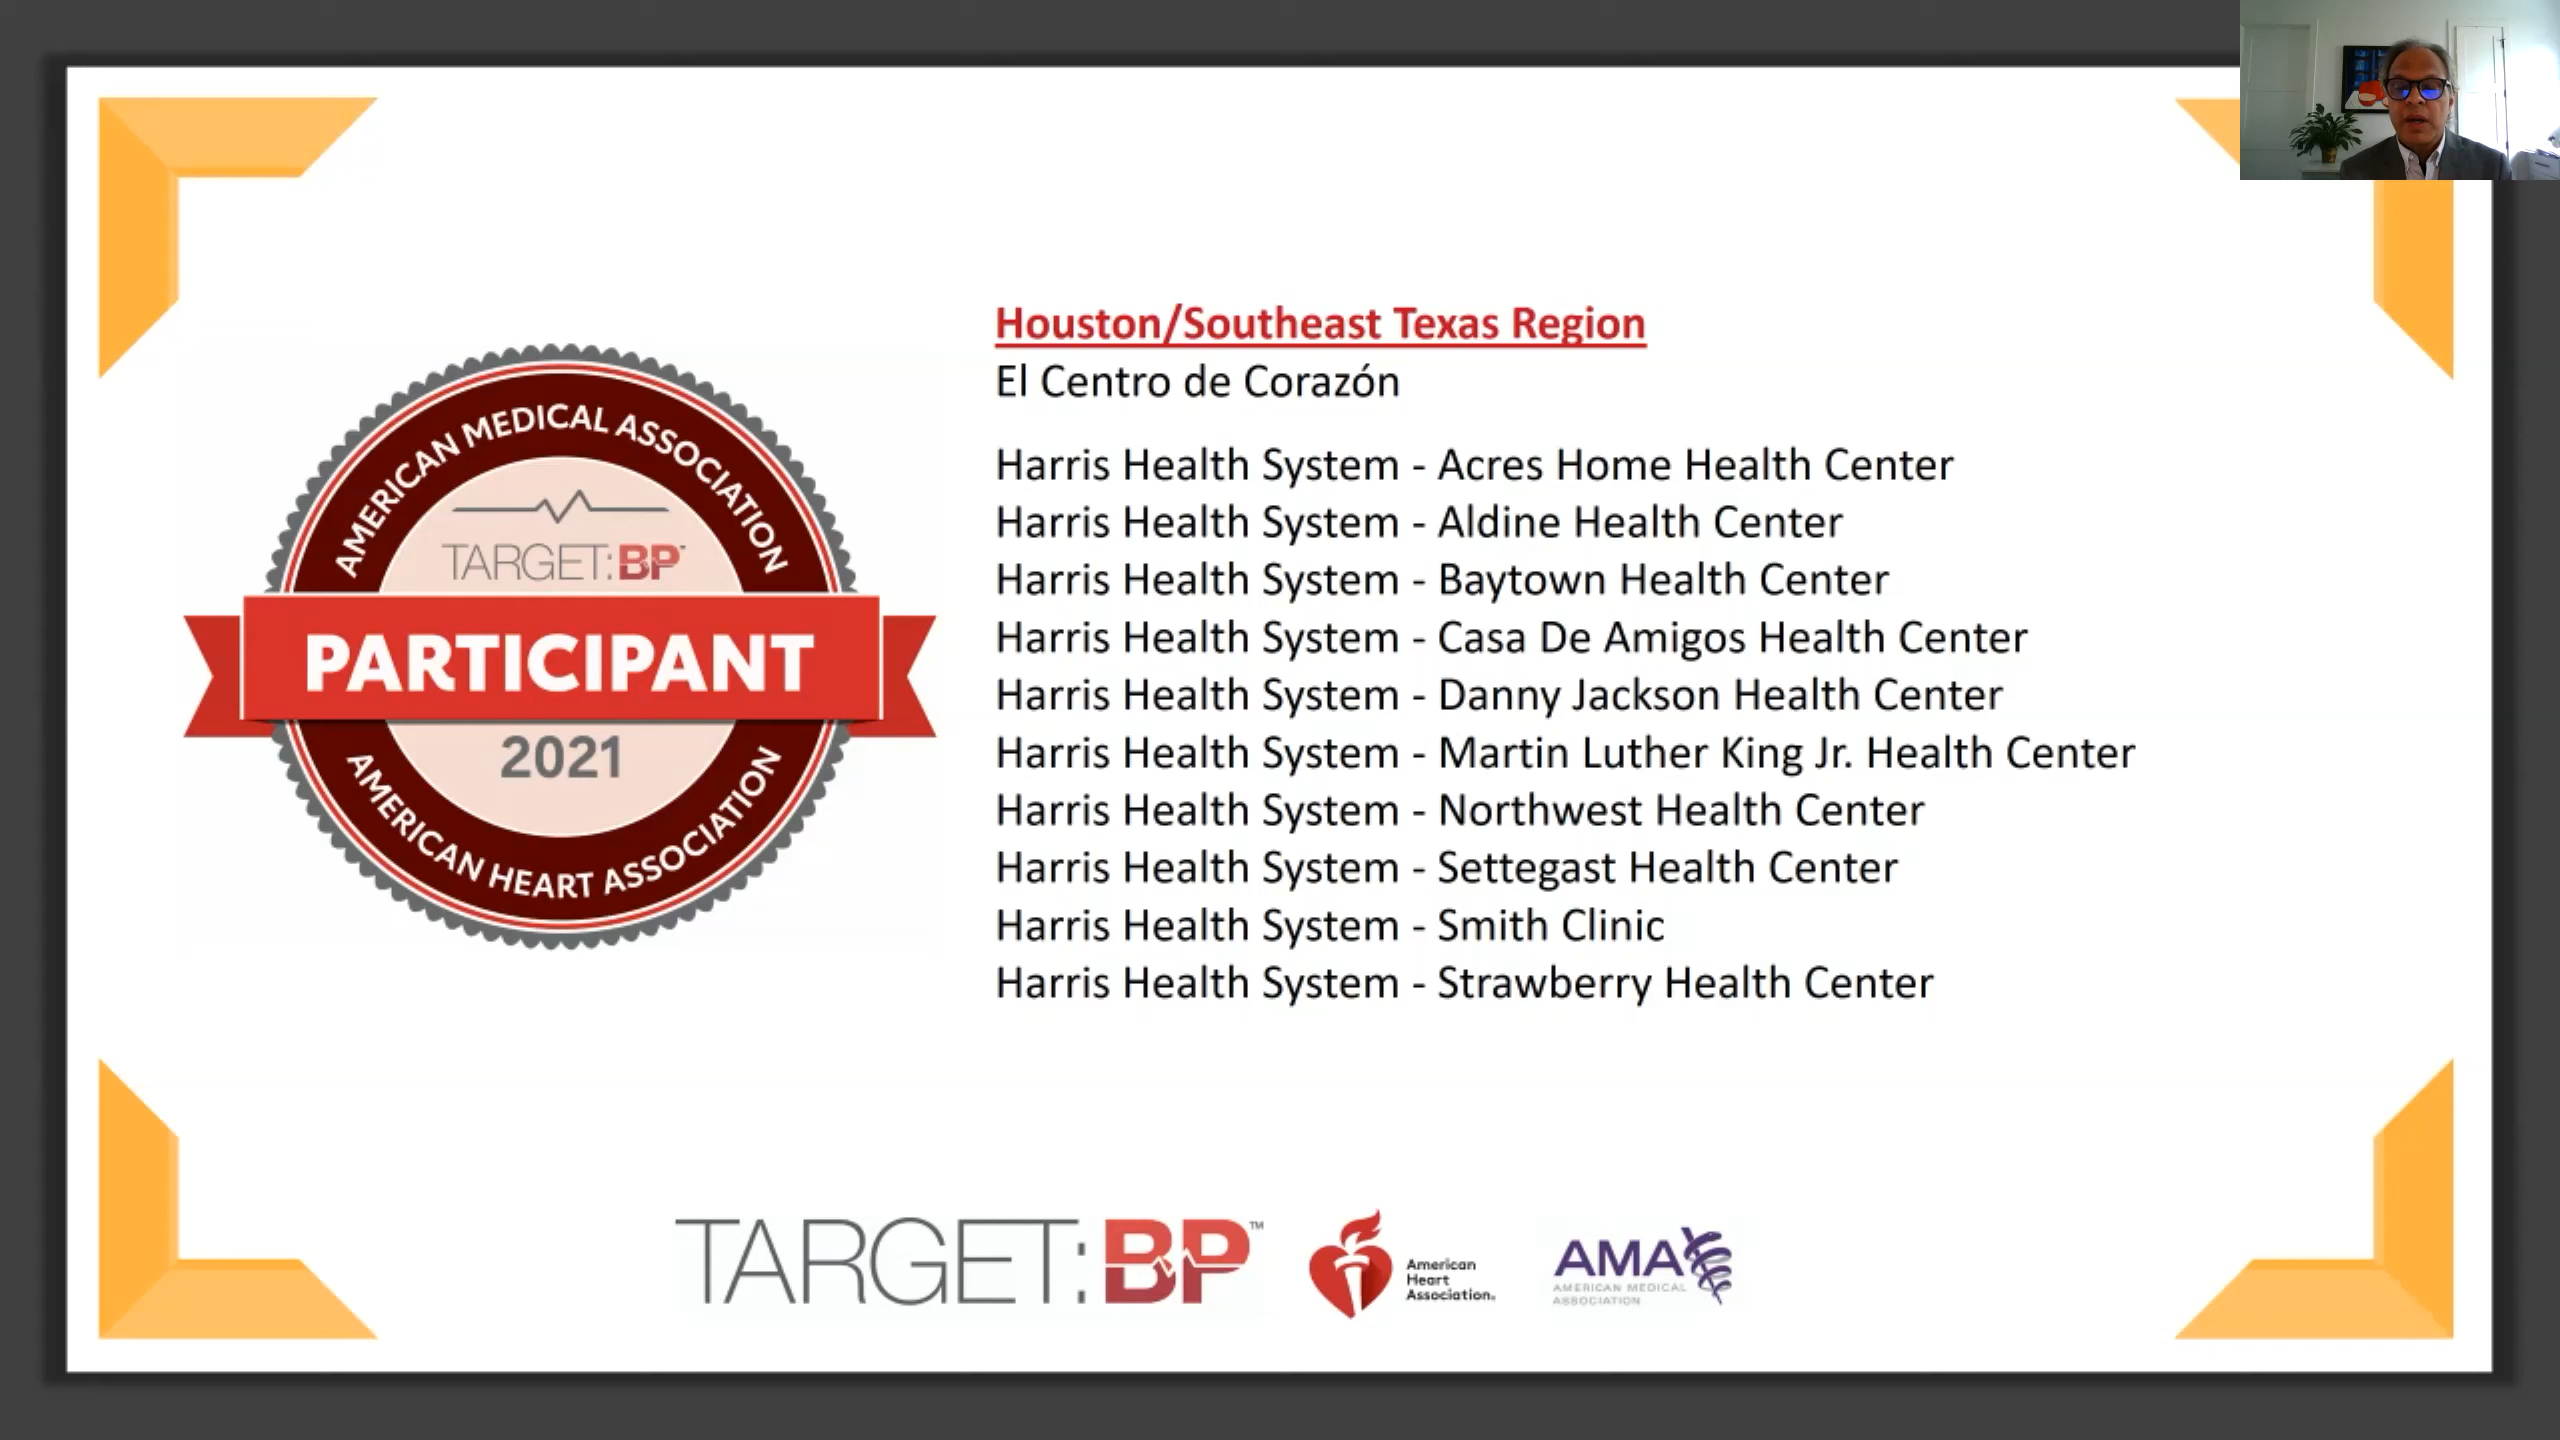 Houston/Southeast Texas Region
El Centro de Corazón
Harris Health System - Acres Home Health Center
Harris Health System - Aldine Health Center
Harris Health System - Baytown Health Center
Harris Health System - Casa De Amigos Health Center
Harris Health System - Danny Jackson Health Center
Harris Health System - Martin Luther King Jr. Health Center
Harris Health System - Northwest Health Center
Harris Health System - Settegast Health Center
Harris Health System - Smith Clinic
Harris Health System - Strawberry Health Center
AMERICAN MEDICAL ASSOCIATION
TARGET:BP™
PARTICIPANT
2021
AMERICAN HEART ASSOCIATION
TARGET:BP™
American
Heart
Association®
AMA
AMERICAN MEDICAL
ASSOCIATION